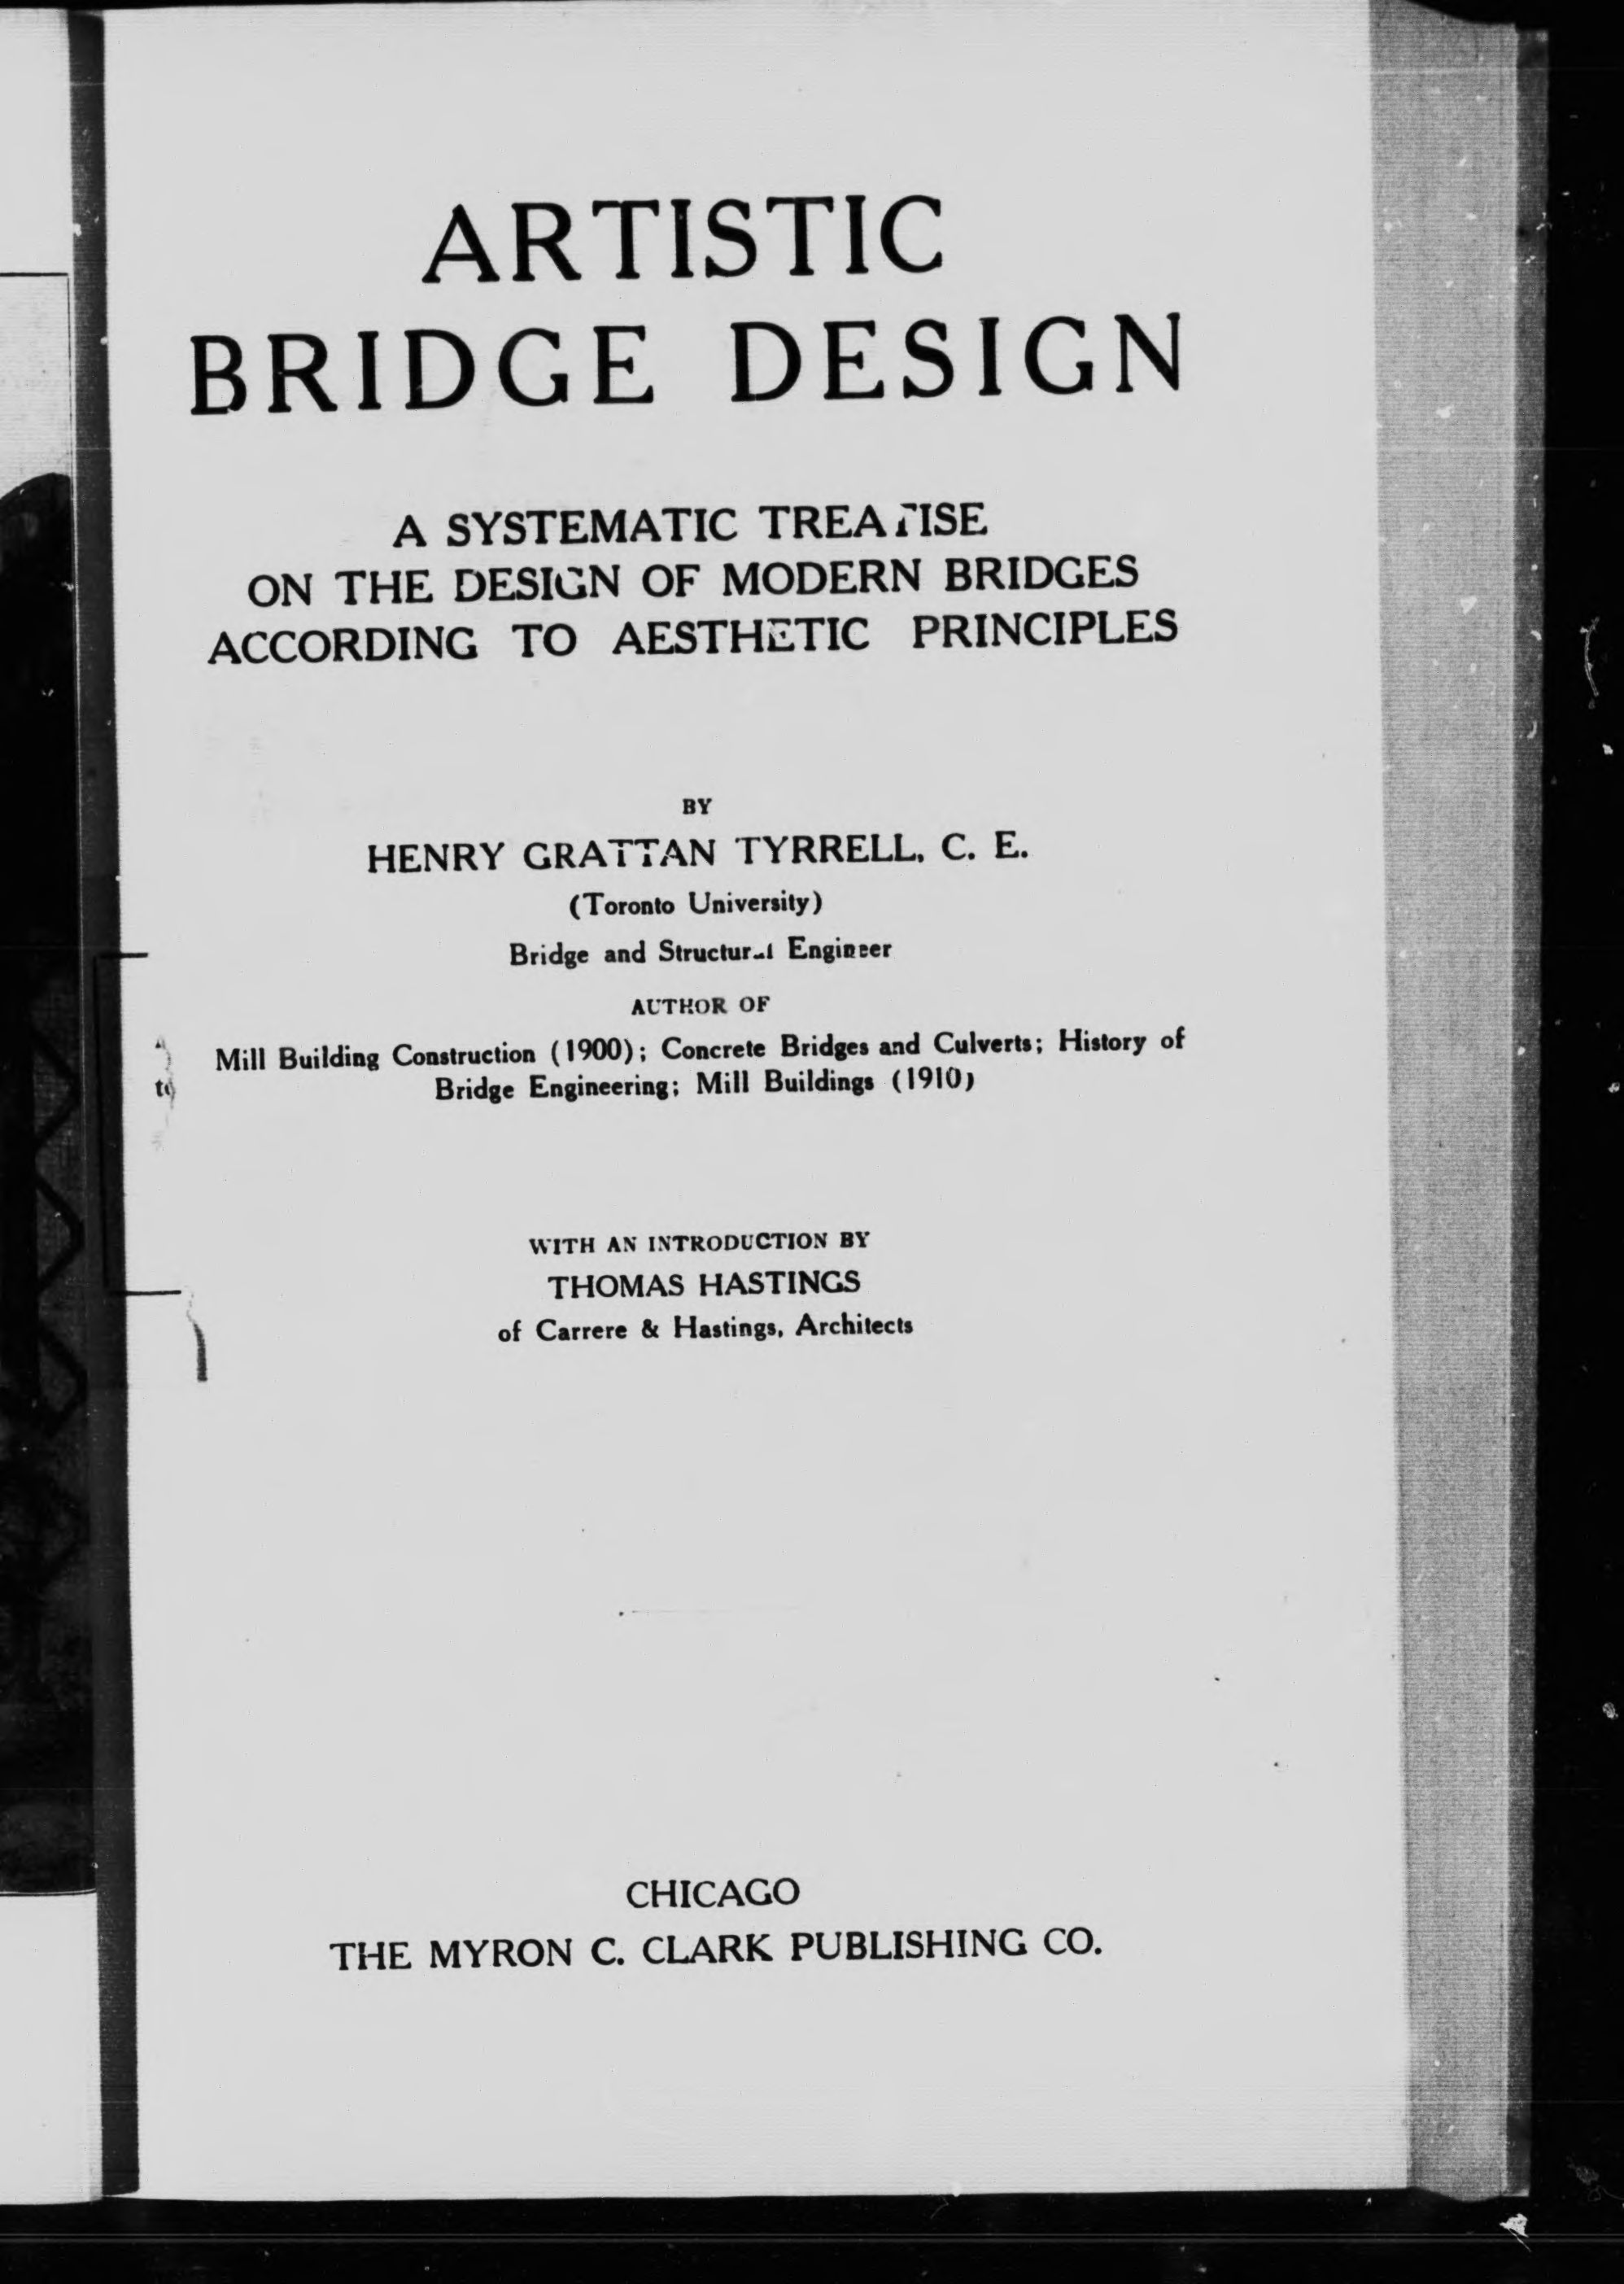 ARTISTIC
BRIDGE DESIGN
A SYSTEMATIC TREATISE
ON THE DESIGN OF MODERN BRIDGES
ACCORDING TO AESTHETIC PRINCIPLES
BY
HENRY GRATTAN TYRRELL, C. E.
(Toronto University)
Bridge and Structural Engineer
AUTHOR OF
Mill Building Construction (1900); Concrete Bridges and Culverts; History of
Bridge Engineering; Mill Buildings (1910)
WITH AN INTRODUCTION BY
THOMAS HASTINGS
of Carrere & Hastings, Architects
CHICAGO
THE MYRON C. CLARK PUBLISHING CO.